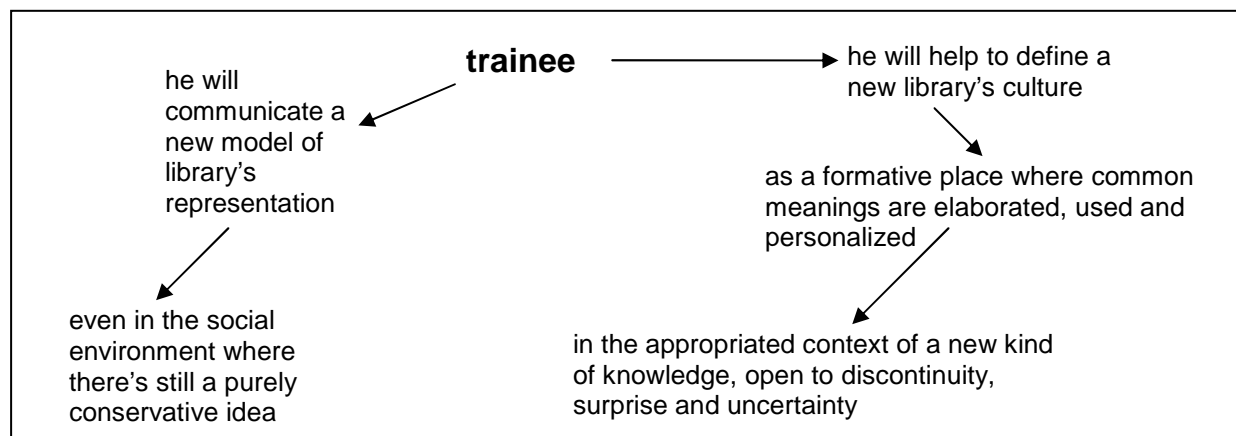 trainee
he will
communicate a
new model of
library’s
representation
even in the social
environment where
there’s still a purely
conservative idea
he will help to define a
new library’s culture
as a formative place where common
meanings are elaborated, used and
personalized
in the appropriated context of a new kind
of knowledge, open to discontinuity,
surprise and uncertainty